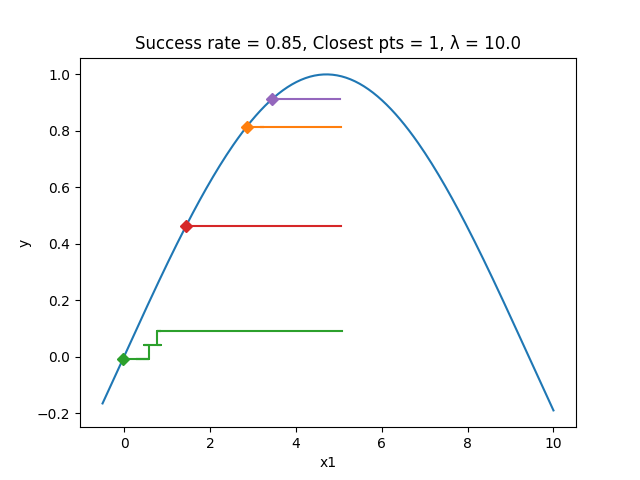 Success rate = 0.85, Closest pts = 1, λ = 10.0
1.0
0.8
0.6
0.4
0.2
0.0
−0.2
y
0 2 4 6 8 10
x1